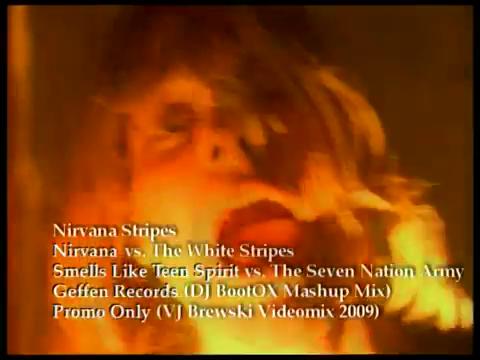 Nirvana Stripes
Nirvana vs. The White Stripes
Smells Like Teen Spirit vs. The Seven Nation Army
Geffen Records (DJ BootOX Mashup Mix)
Promo Only (VJ Brewski Videomix 2009)